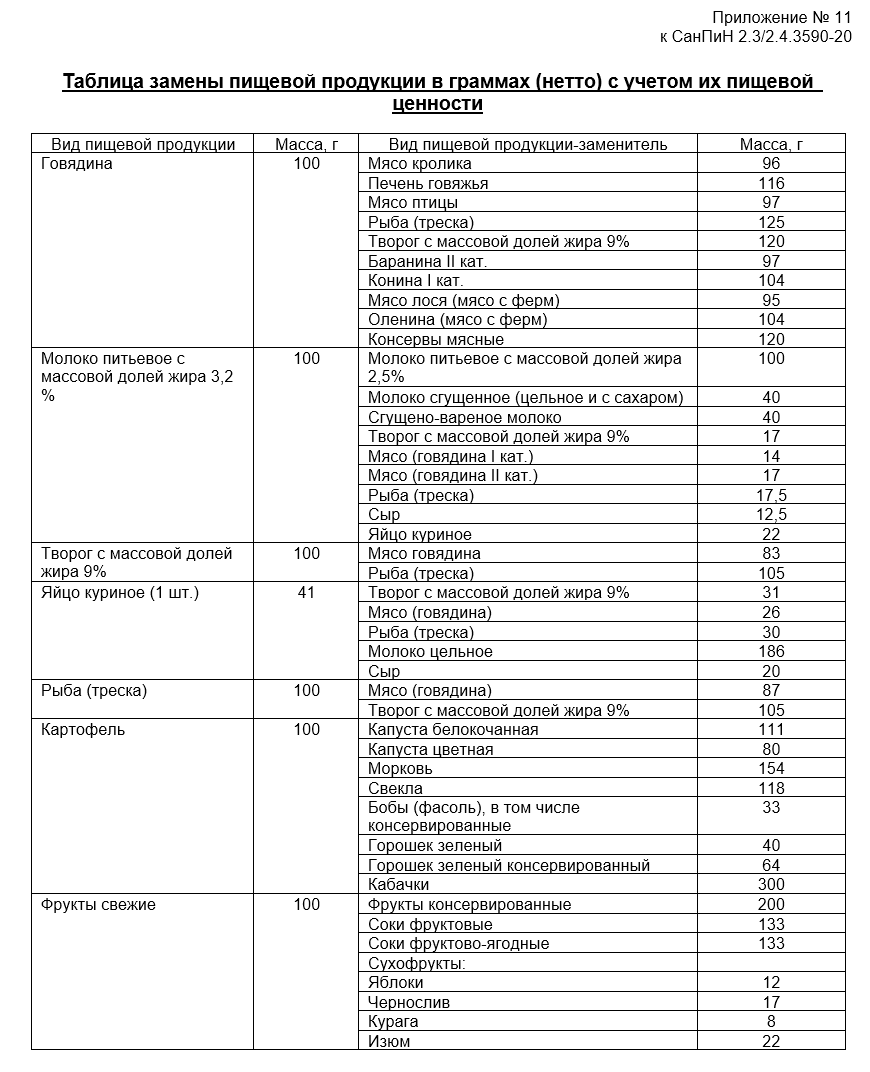 Приложение № 11
к СанПиН 2.3/2.4.3590-20
Таблица замены пищевой продукции в граммах (нетто) с учетом их пищевой
ценности
Вид пищевой продукции Масса, г Вид пищевой продукции-заменитель Масса, г
Говядина 100 Мясо кролика 96
Печень говяжья 116
Мясо птицы 97
Рыба (треска) 125
Творог с массовой долей жира 9% 120
Баранина II кат. 97
Конина I кат. 104
Мясо лося (мясо с ферм) 95
Оленина (мясо с ферм) 104
Консервы мясные 120
Молоко питьевое с 100 Молоко питьевое с массовой долей жира 100
массовой долей жира 3,2 2,5%
% Молоко сгущенное (цельное и с сахаром) 40
Сгущено-вареное молоко 40
Творог с массовой долей жира 9% 17
Мясо (говядина I кат.) 14
Мясо (говядина II кат.) 17
Рыба (треска) 17,5
Сыр 12,5
Яйцо куриное 22
Творог с массовой долей 100 Мясо говядина 83
жира 9% Рыба (треска) 105
Яйцо куриное (1 шт.) 41 Творог с массовой долей жира 9% 31
Мясо (говядина) 26
Рыба (треска) 30
Молоко цельное 186
Сыр 20
Рыба (треска) 100 Мясо (говядина) 87
Творог с массовой долей жира 9% 105
Картофель 100 Капуста белокочанная 111
Капуста цветная 80
Морковь 154
Свекла 118
Бобы (фасоль), в том числе 33
консервированные
Горошек зеленый 40
Горошек зеленый консервированный 64
Кабачки 300
Фрукты свежие 100 Фрукты консервированные 200
Соки фруктовые 133
Соки фруктово-ягодные 133
Сухофрукты:
Яблоки 12
Чернослив 17
Курага 8
Изюм 22